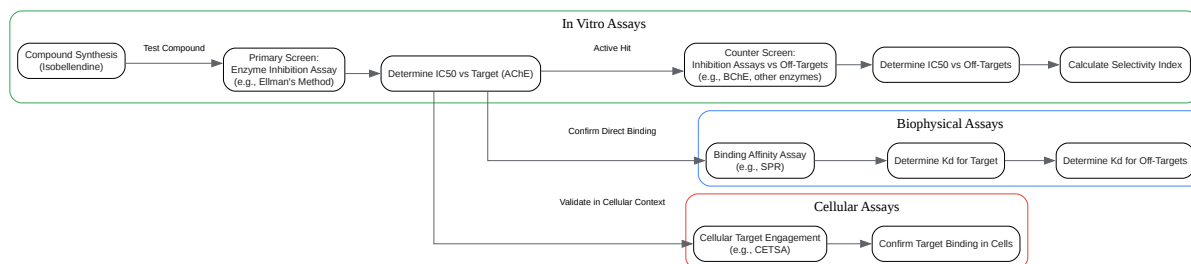 In Vitro Assays
Compound Synthesis
(Isobellendine)
Test Compound
Primary Screen:
Enzyme Inhibition Assay
(e.g., Ellman's Method)
Determine IC50 vs Target (AChE)
Active Hit
Counter Screen:
Inhibition Assays vs Off-Targets
(e.g., BChE, other enzymes)
Determine IC50 vs Off-Targets
Calculate Selectivity Index
Confirm Direct Binding
Biophysical Assays
Binding Affinity Assay
(e.g., SPR)
Determine Kd for Target
Determine Kd for Off-Targets
Validate in Cellular Context
Cellular Assays
Cellular Target Engagement
(e.g., CETSA)
Confirm Target Binding in Cells